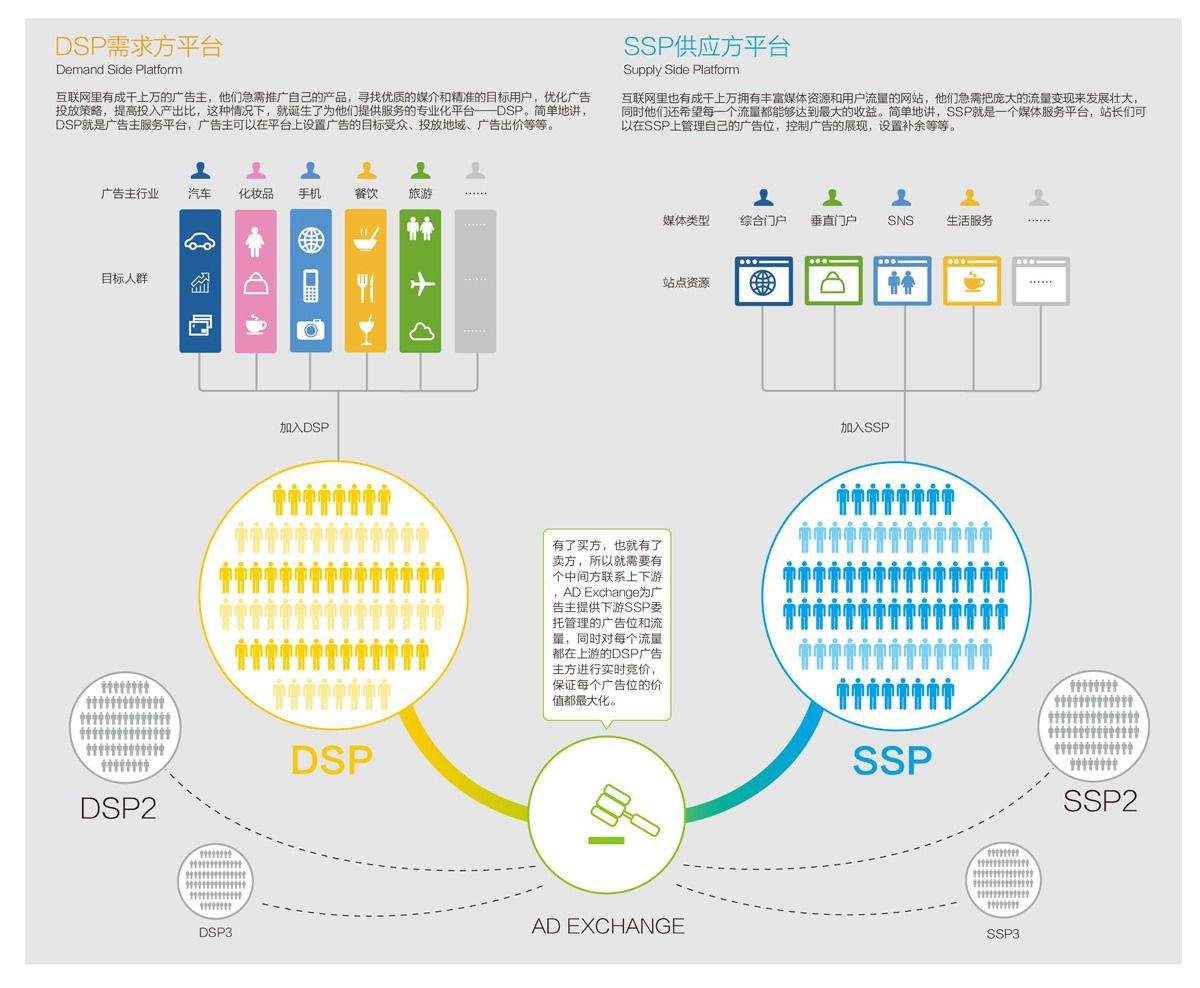 DSP需求方平台
Demand Side Platform
互联网里有成千上万的广告主，他们急需推广自己的产品，寻找优质的媒介和精准的目标用户，优化广告
投放策略，提高投入产出比，这种情况下，就诞生了为他们提供服务的专业化平台——DSP。简单地讲，
DSP就是广告主服务平台，广告主可以在平台上设置广告的目标受众、投放地域、广告出价等等。
广告主行业
汽车
化妆品
手机
餐饮
旅游
……
目标人群
……
……
……
加入DSP
SSP供应方平台
Supply Side Platform
互联网里也有成千上万拥有丰富媒体资源和用户流量的网站，他们急需把庞大的流量变现来发展壮大，
同时他们还希望每一个流量都能够达到最大的收益。简单地讲，SSP就是一个媒体服务平台，站长们可
以在SSP上管理自己的广告位，控制广告的展现，设置补余等等。
媒体类型
综合门户
垂直门户
SNS
生活服务
……
站点资源
……
加入SSP
有了买方，也就有了
卖方，所以就需要有
个中间方联系上下游
，AD Exchange为广
告主提供下游SSP委
托管理的广告位和流
量，同时对每个流量
都在上游的DSP广告
主方进行实时竞价，
保证每个广告位的价
值都最大化。
DSP
SSP
DSP2
SSP2
DSP3
AD EXCHANGE
SSP3